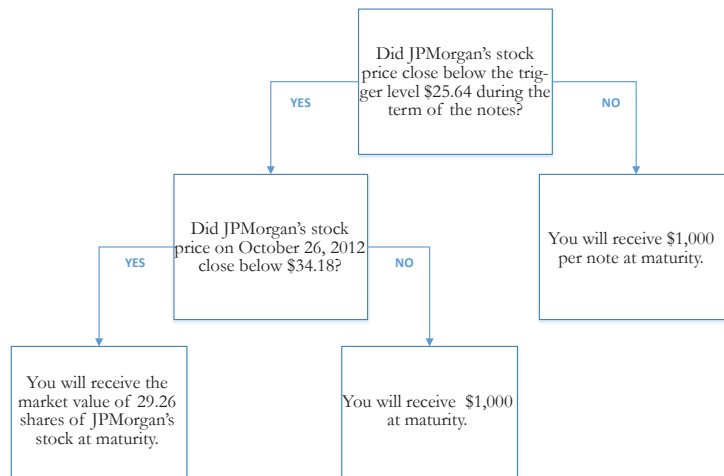 Did JPMorgan's stock
price close below the trig-
ger level $25.64 during the
term of the notes?
YES
NO
Did JPMorgan's stock
price on October 26, 2012
close below $34.18?
You will receive $1,000
per note at maturity.
YES
NO
You will receive the
market value of 29.26
shares of JPMorgan's
stock at maturity.
You will receive $1,000
at maturity.